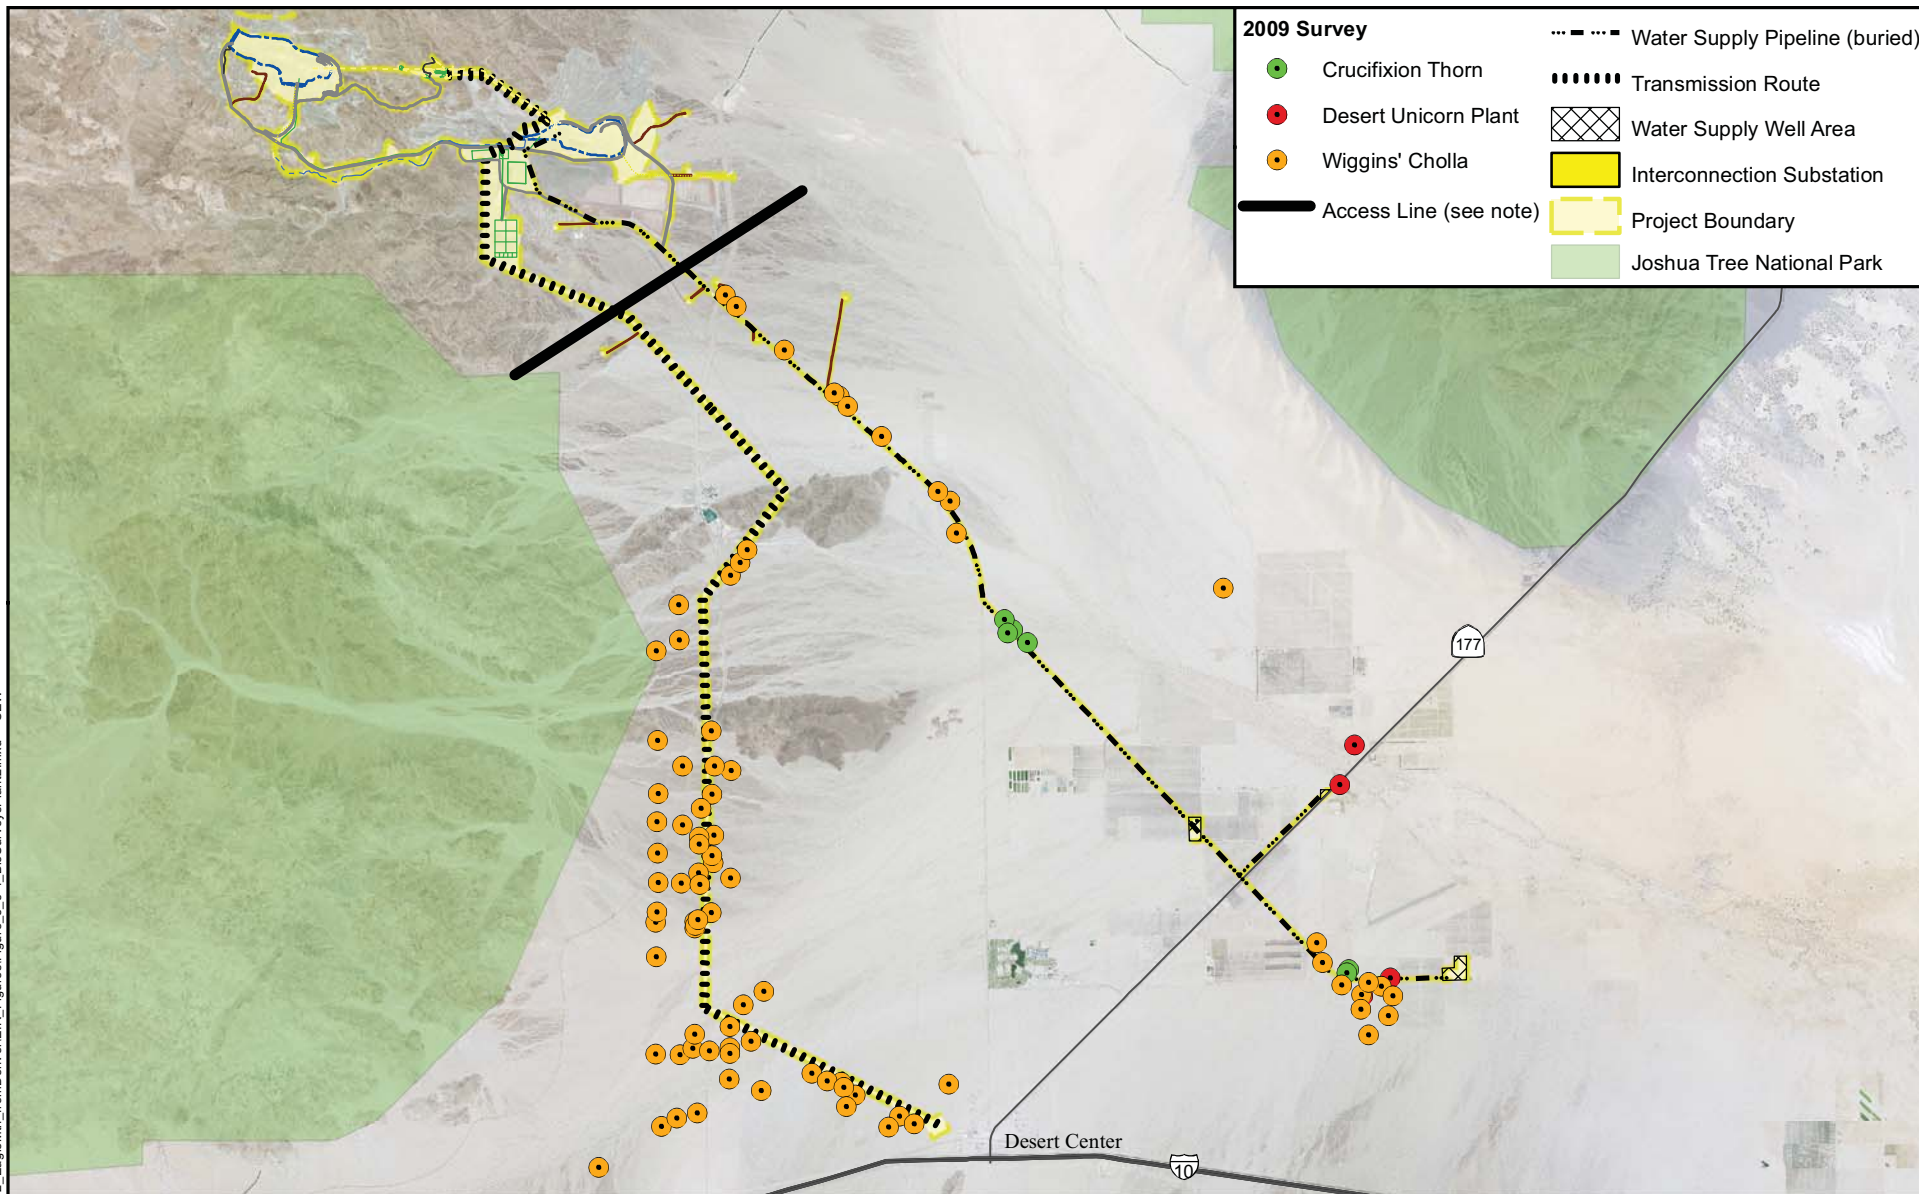 2009 Survey
Crucifixion Thorn
Desert Unicorn Plant
Wiggins' Cholla
Access Line (see note)
Water Supply Pipeline (buried)
Transmission Route
Water Supply Well Area
Interconnection Substation
Project Boundary
Joshua Tree National Park
177
Desert Center
10